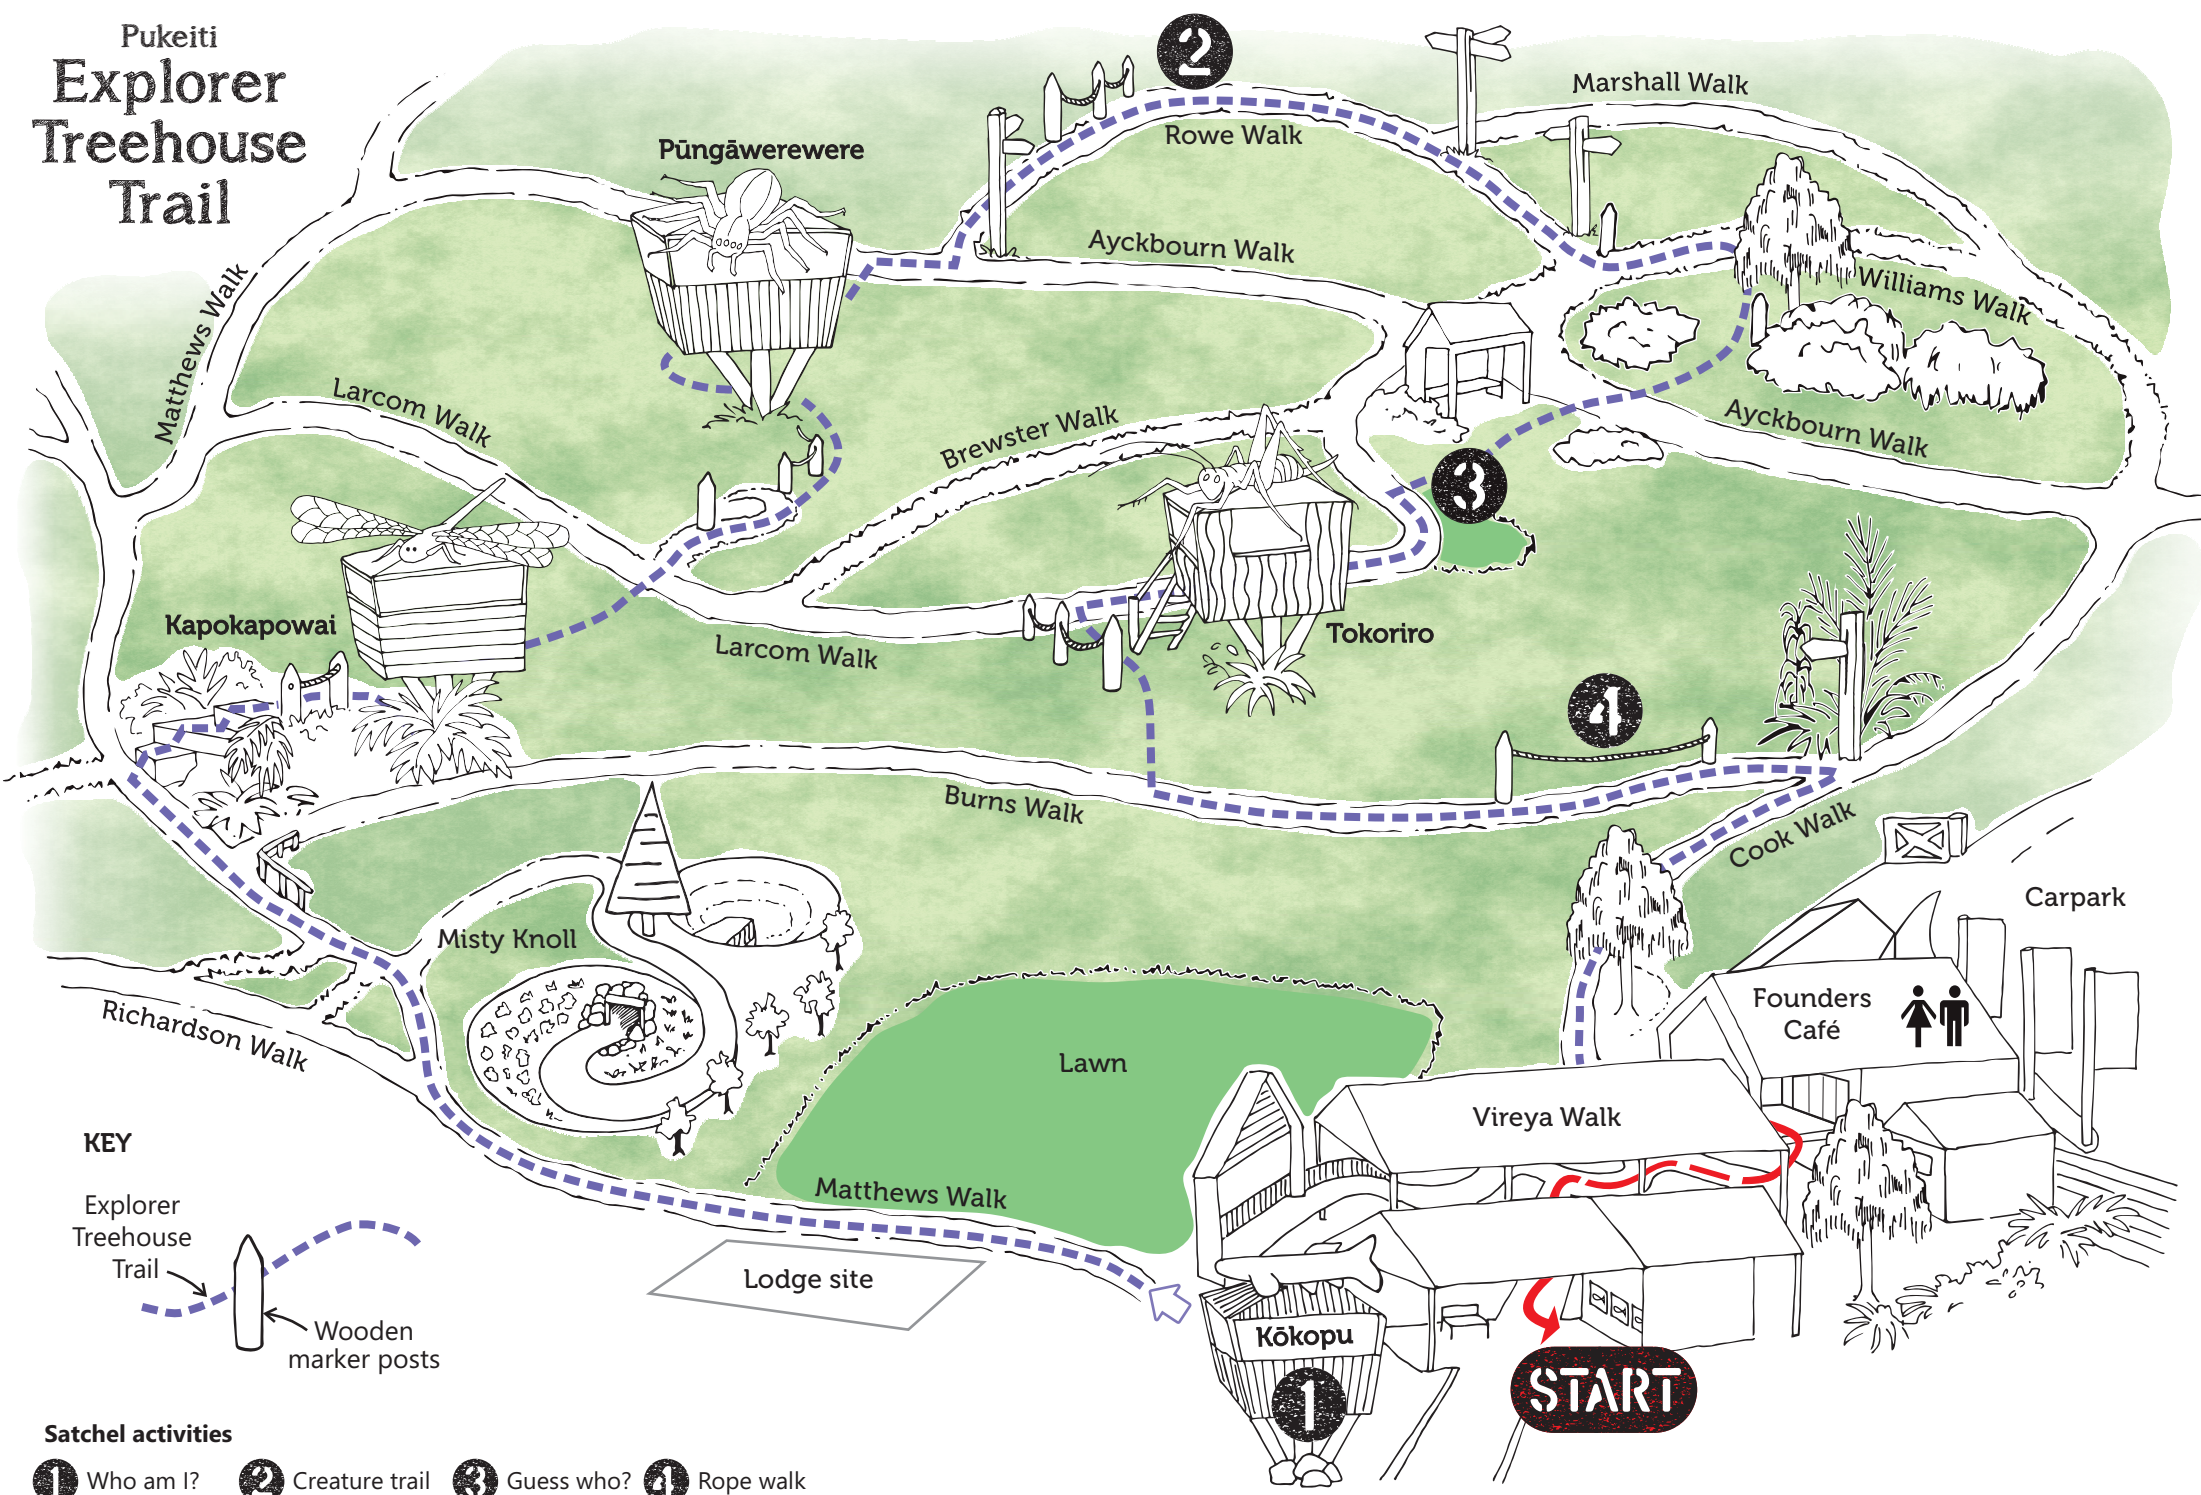 Pukeiti
Explorer
Treehouse
Trail
2
Marshall Walk
Rowe Walk
Pūngāwerewere
Ayckbourn Walk
Williams Walk
Matthews Walk
Larcom Walk
Brewster Walk
Ayckbourn Walk
3
Kapokapowai
Larcom Walk
Tokoriro
4
Burns Walk
Cook Walk
Carpark
Misty Knoll
Founders
Café
Richardson Walk
Lawn
Vireya Walk
Matthews Walk
Lodge site
Kōkopu
1
START
KEY
Explorer
Treehouse
Trail
Wooden
marker posts
Satchel activities
1 Who am I? 2 Creature trail 3 Guess who? 4 Rope walk